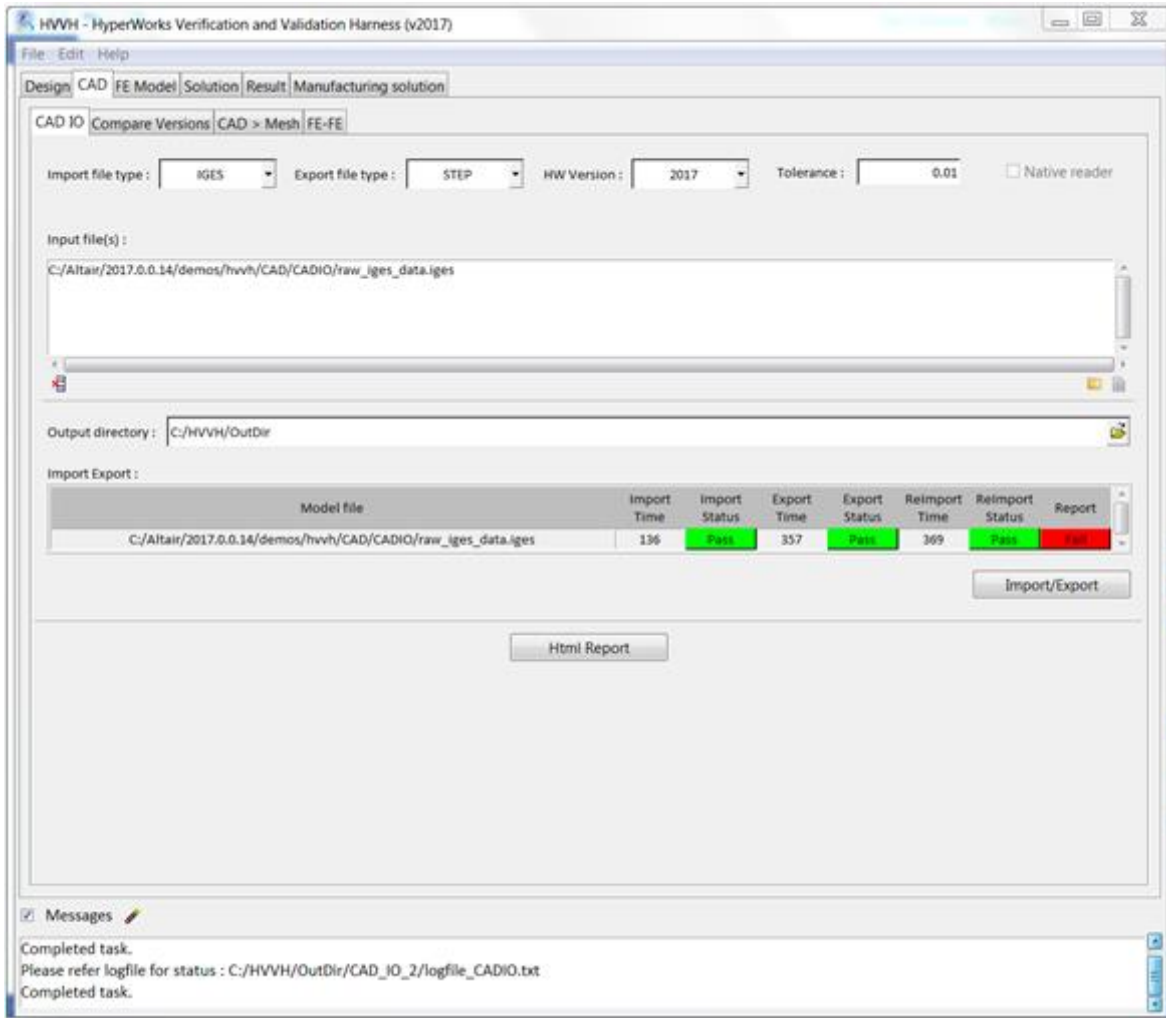 HVVH - HyperWorks Verification and Validation Harness (v2017)
File Edit Help
Design CAD FE Model Solution Result Manufacturing solution
CAD IO Compare Versions CAD > Mesh FE-FE
Import file type : IGES Export file type : STEP HW Version : 2017 Tolerance : 0.01 Native reader
Input file(s) :
C:/Altair/2017.0.0.14/demos/hvvh/CAD/CADIO/raw_iges_data.iges
Output directory : C:/HVVH/OutDir
Import Export :
Model file Import Time Import Status Export Time Export Status ReImport Time ReImport Status Report
C:/Altair/2017.0.0.14/demos/hvvh/CAD/CADIO/raw_iges_data.iges 136 Pass 357 Pass 369 Pass Fail
Import/Export
Html Report
Messages
Completed task.
Please refer logfile for status : C:/HVVH/OutDir/CAD_IO_2/logfile_CADIO.txt
Completed task.